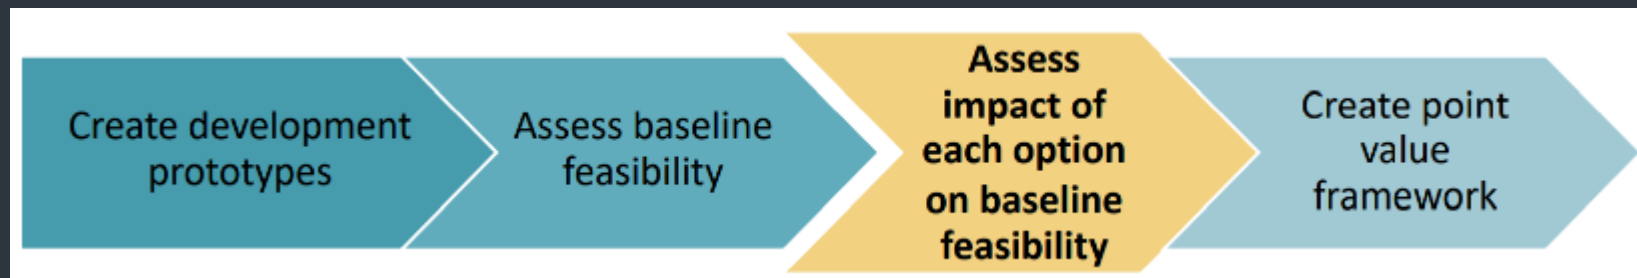 Create development
prototypes
Assess baseline
feasibility
Assess
impact of
each option
on baseline
feasibility
Create point
value
framework